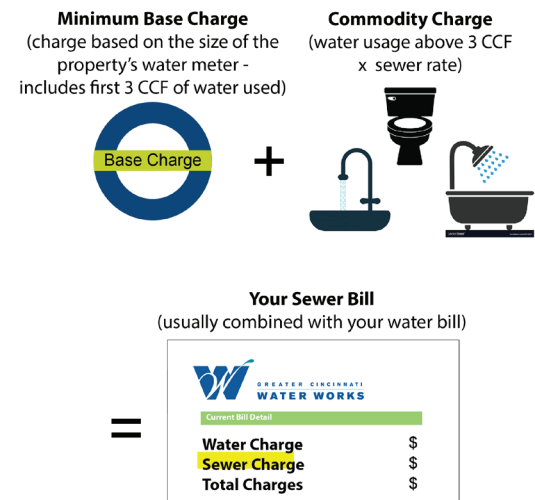 Minimum Base Charge
(charge based on the size of the
property's water meter -
includes first 3 CCF of water used)
Base Charge
+
Commodity Charge
(water usage above 3 CCF
x sewer rate)
=
Your Sewer Bill
(usually combined with your water bill)
W
GREATER CINCINNATI
WATER WORKS
Current Bill Detail
Water Charge $
Sewer Charge $
Total Charges $